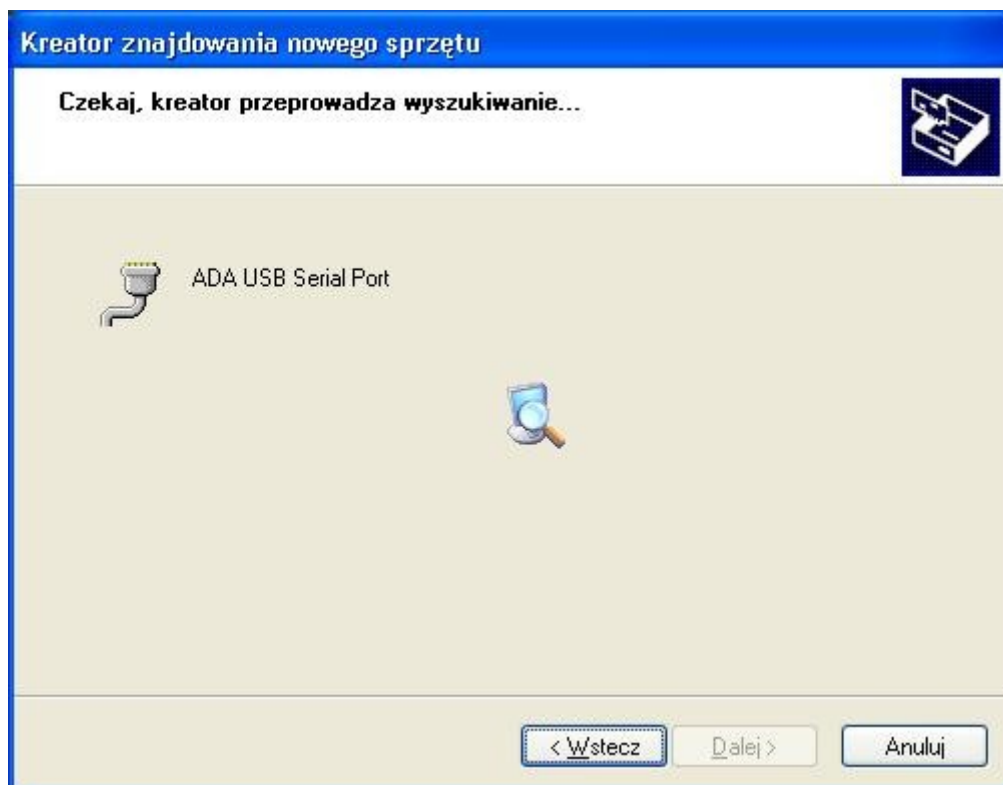 Kreator znajdowania nowego sprzętu
Czekaj, kreator przeprowadza wyszukiwanie...
ADA USB Serial Port
< Wstecz
Dalej >
Anuluj